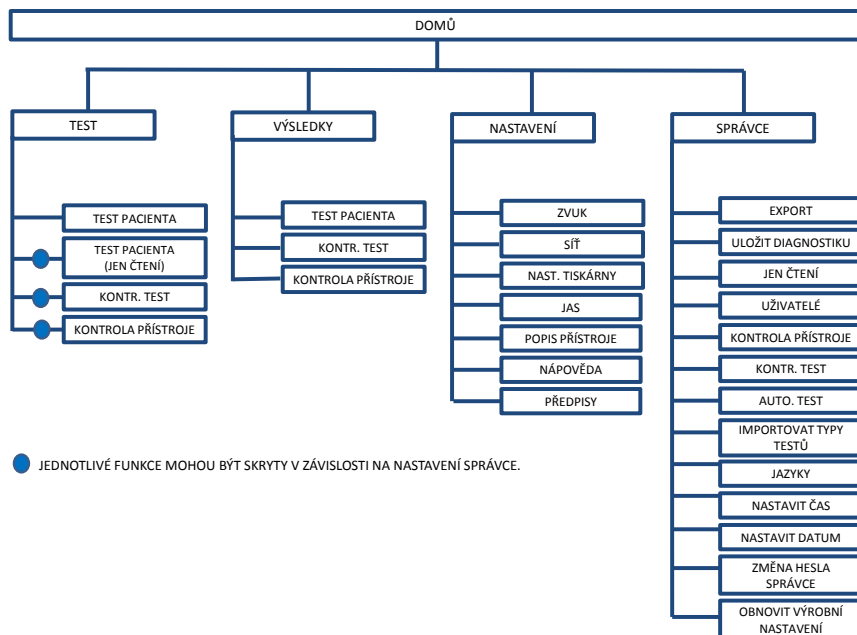 DOMŮ
TEST
VÝSLEDKY
NASTAVENÍ
SPRÁVCE
TEST PACIENTA
TEST PACIENTA
(JEN ČTENÍ)
KONTR. TEST
KONTROLA PŘÍSTROJE
TEST PACIENTA
KONTR. TEST
KONTROLA PŘÍSTROJE
ZVUK
SÍŤ
NAST. TISKÁRNY
JAS
POPIS PŘÍSTROJE
NÁPOVĚDA
PŘEDPISY
EXPORT
ULOŽIT DIAGNOSTIKU
JEN ČTENÍ
UŽIVATELÉ
KONTROLA PŘÍSTROJE
KONTR. TEST
AUTO. TEST
IMPORTOVAT TYPY
TESTŮ
JAZYKY
NASTAVIT ČAS
NASTAVIT DATUM
ZMĚNA HESLA
SPRÁVCE
OBNOVIT VÝROBNÍ
NASTAVENÍ
JEDNOTLIVÉ FUNKCE MOHOU BÝT SKRYTY V ZÁVISLOSTI NA NASTAVENÍ SPRÁVCE.